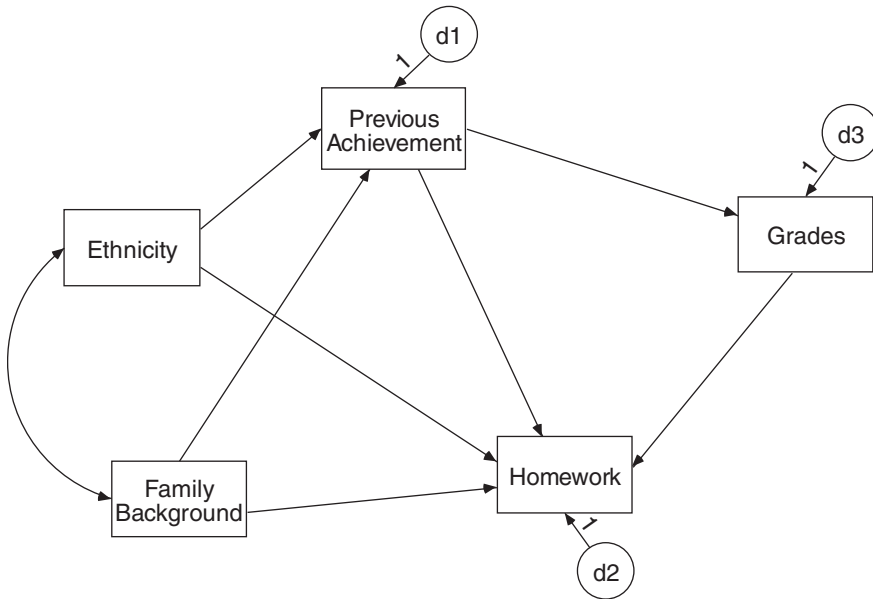 d1
1
Previous
Achievement
d3
1
Grades
Ethnicity
Family
Background
Homework
1
d2